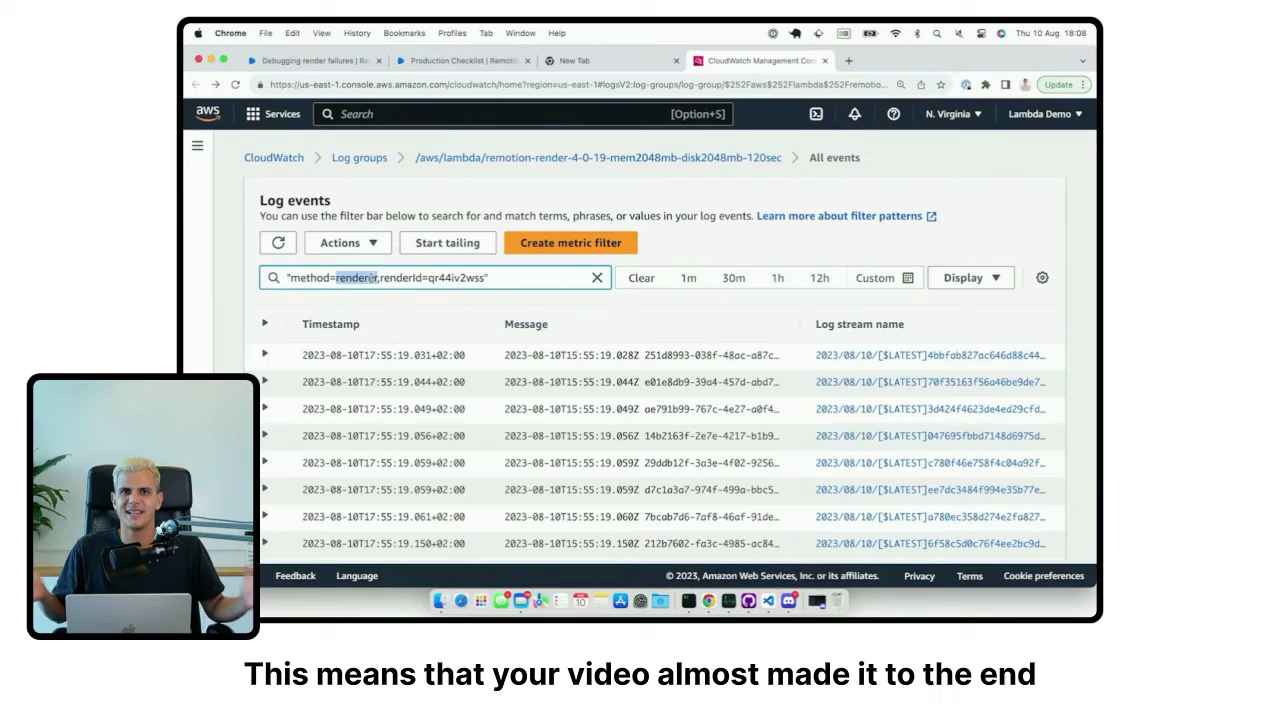 Chrome File Edit View History Bookmarks Profiles Tab Window Help Thu 10 Aug 18:08
Debugging render failures | Re × Production Checklist | Remoti × New Tab × CloudWatch Management Con × +
https://us-east-1.console.aws.amazon.com/cloudwatch/home?region=us-east-1#logsV2:log-groups/log-group/$252Faws$252Flambda$252Fremotio... Update
aws Services Search [Option+S] N. Virginia ▼ Lambda Demo ▼
CloudWatch > Log groups > /aws/lambda/remotion-render-4-0-19-mem2048mb-disk2048mb-120sec > All events
Log events
You can use the filter bar below to search for and match terms, phrases, or values in your log events. Learn more about filter patterns
Actions ▼ Start tailing Create metric filter
"method=renderer,renderId=qr44iv2wss" × Clear 1m 30m 1h 12h Custom Display ▼
Timestamp Message Log stream name
2023-08-10T17:55:19.031+02:00 2023-08-10T15:55:19.028Z 251d8993-038f-48ac-a87c… 2023/08/10/[$LATEST]4bbfab827ac646d88c44…
2023-08-10T17:55:19.044+02:00 2023-08-10T15:55:19.044Z e01e8db9-39a4-457d-abd7… 2023/08/10/[$LATEST]70f35163f56a46be9de7…
2023-08-10T17:55:19.049+02:00 2023-08-10T15:55:19.049Z ae791b99-767c-4e27-a0f4… 2023/08/10/[$LATEST]3d424f4623de4ed29cfd…
2023-08-10T17:55:19.056+02:00 2023-08-10T15:55:19.056Z 14b2163f-2e7e-4217-b1b9… 2023/08/10/[$LATEST]047695fbbd7148d6975d…
2023-08-10T17:55:19.059+02:00 2023-08-10T15:55:19.059Z 29ddb12f-3a3e-4f02-9256… 2023/08/10/[$LATEST]c780f46e758f4c04a92f…
2023-08-10T17:55:19.059+02:00 2023-08-10T15:55:19.059Z d7c1a3a7-974f-499a-bbc5… 2023/08/10/[$LATEST]ee7dc3484f994e35b77e…
2023-08-10T17:55:19.061+02:00 2023-08-10T15:55:19.060Z 7bcab7d6-7af8-46af-91de… 2023/08/10/[$LATEST]a780ec358d274e2fa827…
2023-08-10T17:55:19.150+02:00 2023-08-10T15:55:19.150Z 212b7602-fa3c-4985-ac84… 2023/08/10/[$LATEST]6f58c5d0c76f4ee2bc9d…
Feedback Language © 2023, Amazon Web Services, Inc. or its affiliates. Privacy Terms Cookie preferences
This means that your video almost made it to the end